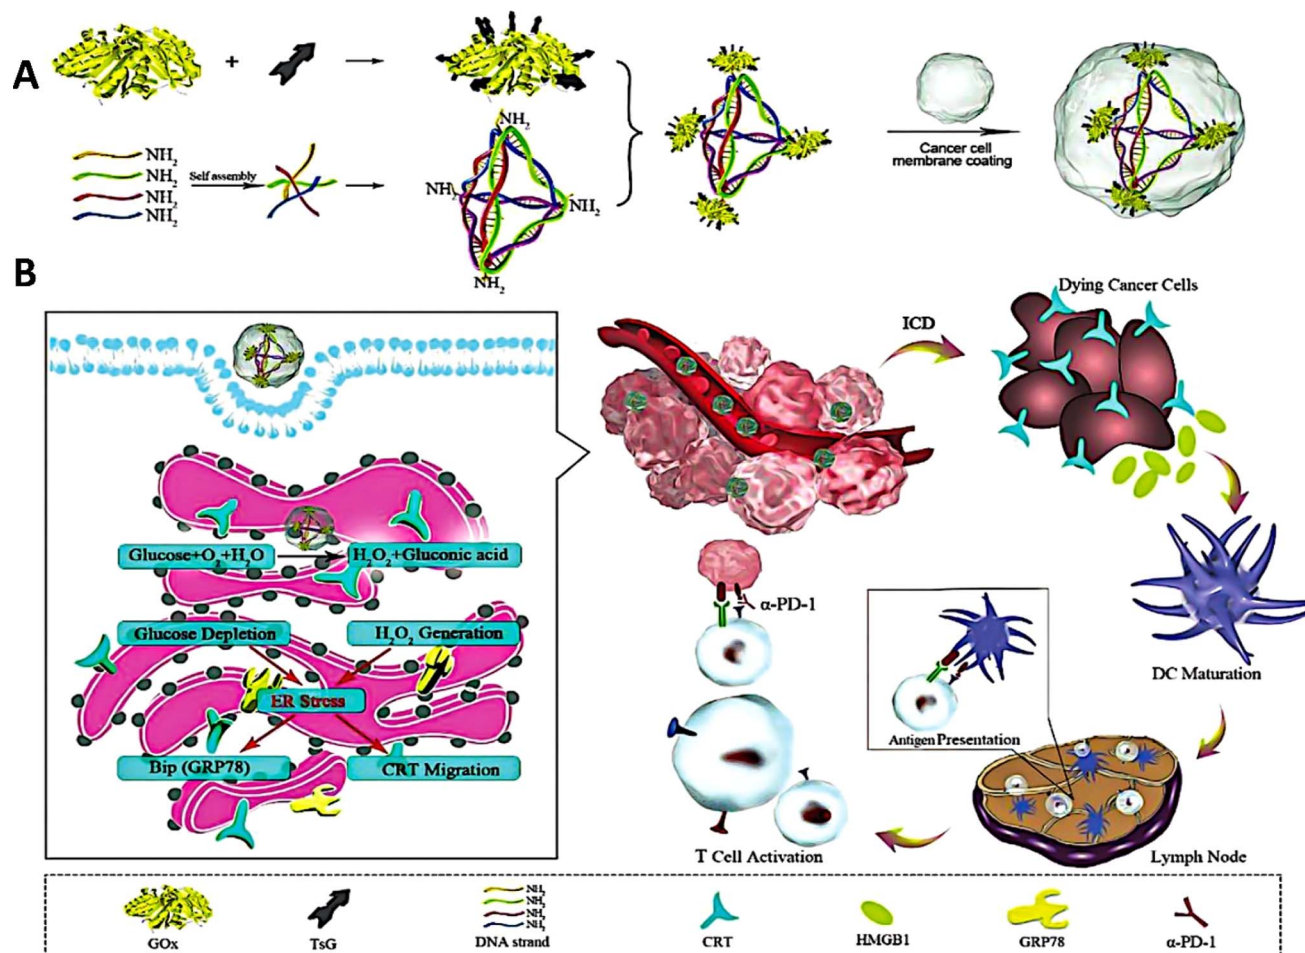 A
+
NH2
NH2
NH2
NH2
Self assembly
NH2
NH2
NH2
NH2
Cancer cell
membrane coating
B
Glucose+O2+H2O
H2O2+Gluconic acid
Glucose Depletion
H2O2 Generation
ER Stress
Bip (GRP78)
CRT Migration
ICD
Dying Cancer Cells
α-PD-1
DC Maturation
Antigen Presentation
T Cell Activation
Lymph Node
GOx
TsG
NH2
NH2
NH2
NH2
DNA strand
CRT
HMGB1
GRP78
α-PD-1